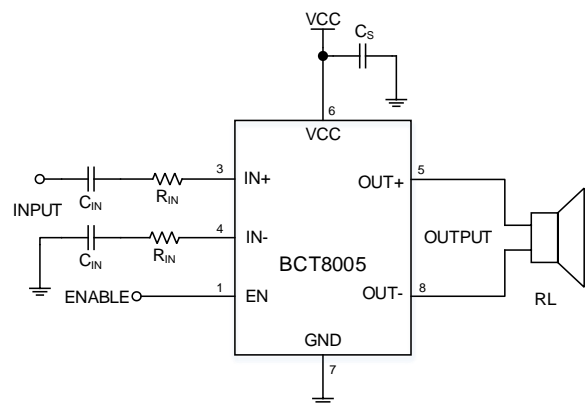 VCC
CS
6
VCC
3
IN+
5
OUT+
CIN
RIN
INPUT
4
IN-
OUTPUT
CIN
RIN
BCT8005
ENABLE
1
EN
OUT-
8
RL
GND
7